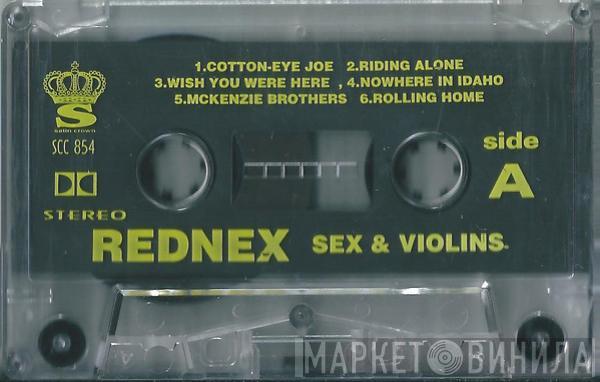 1.COTTON-EYE JOE 2.RIDING ALONE
3.WISH YOU WERE HERE , 4.NOWHERE IN IDAHO
5.MCKENZIE BROTHERS 6.ROLLING HOME
S
satin crown
SCC 854
STEREO
side
A
REDNEX SEX & VIOLINS
МАРКЕТ ВИНИЛА